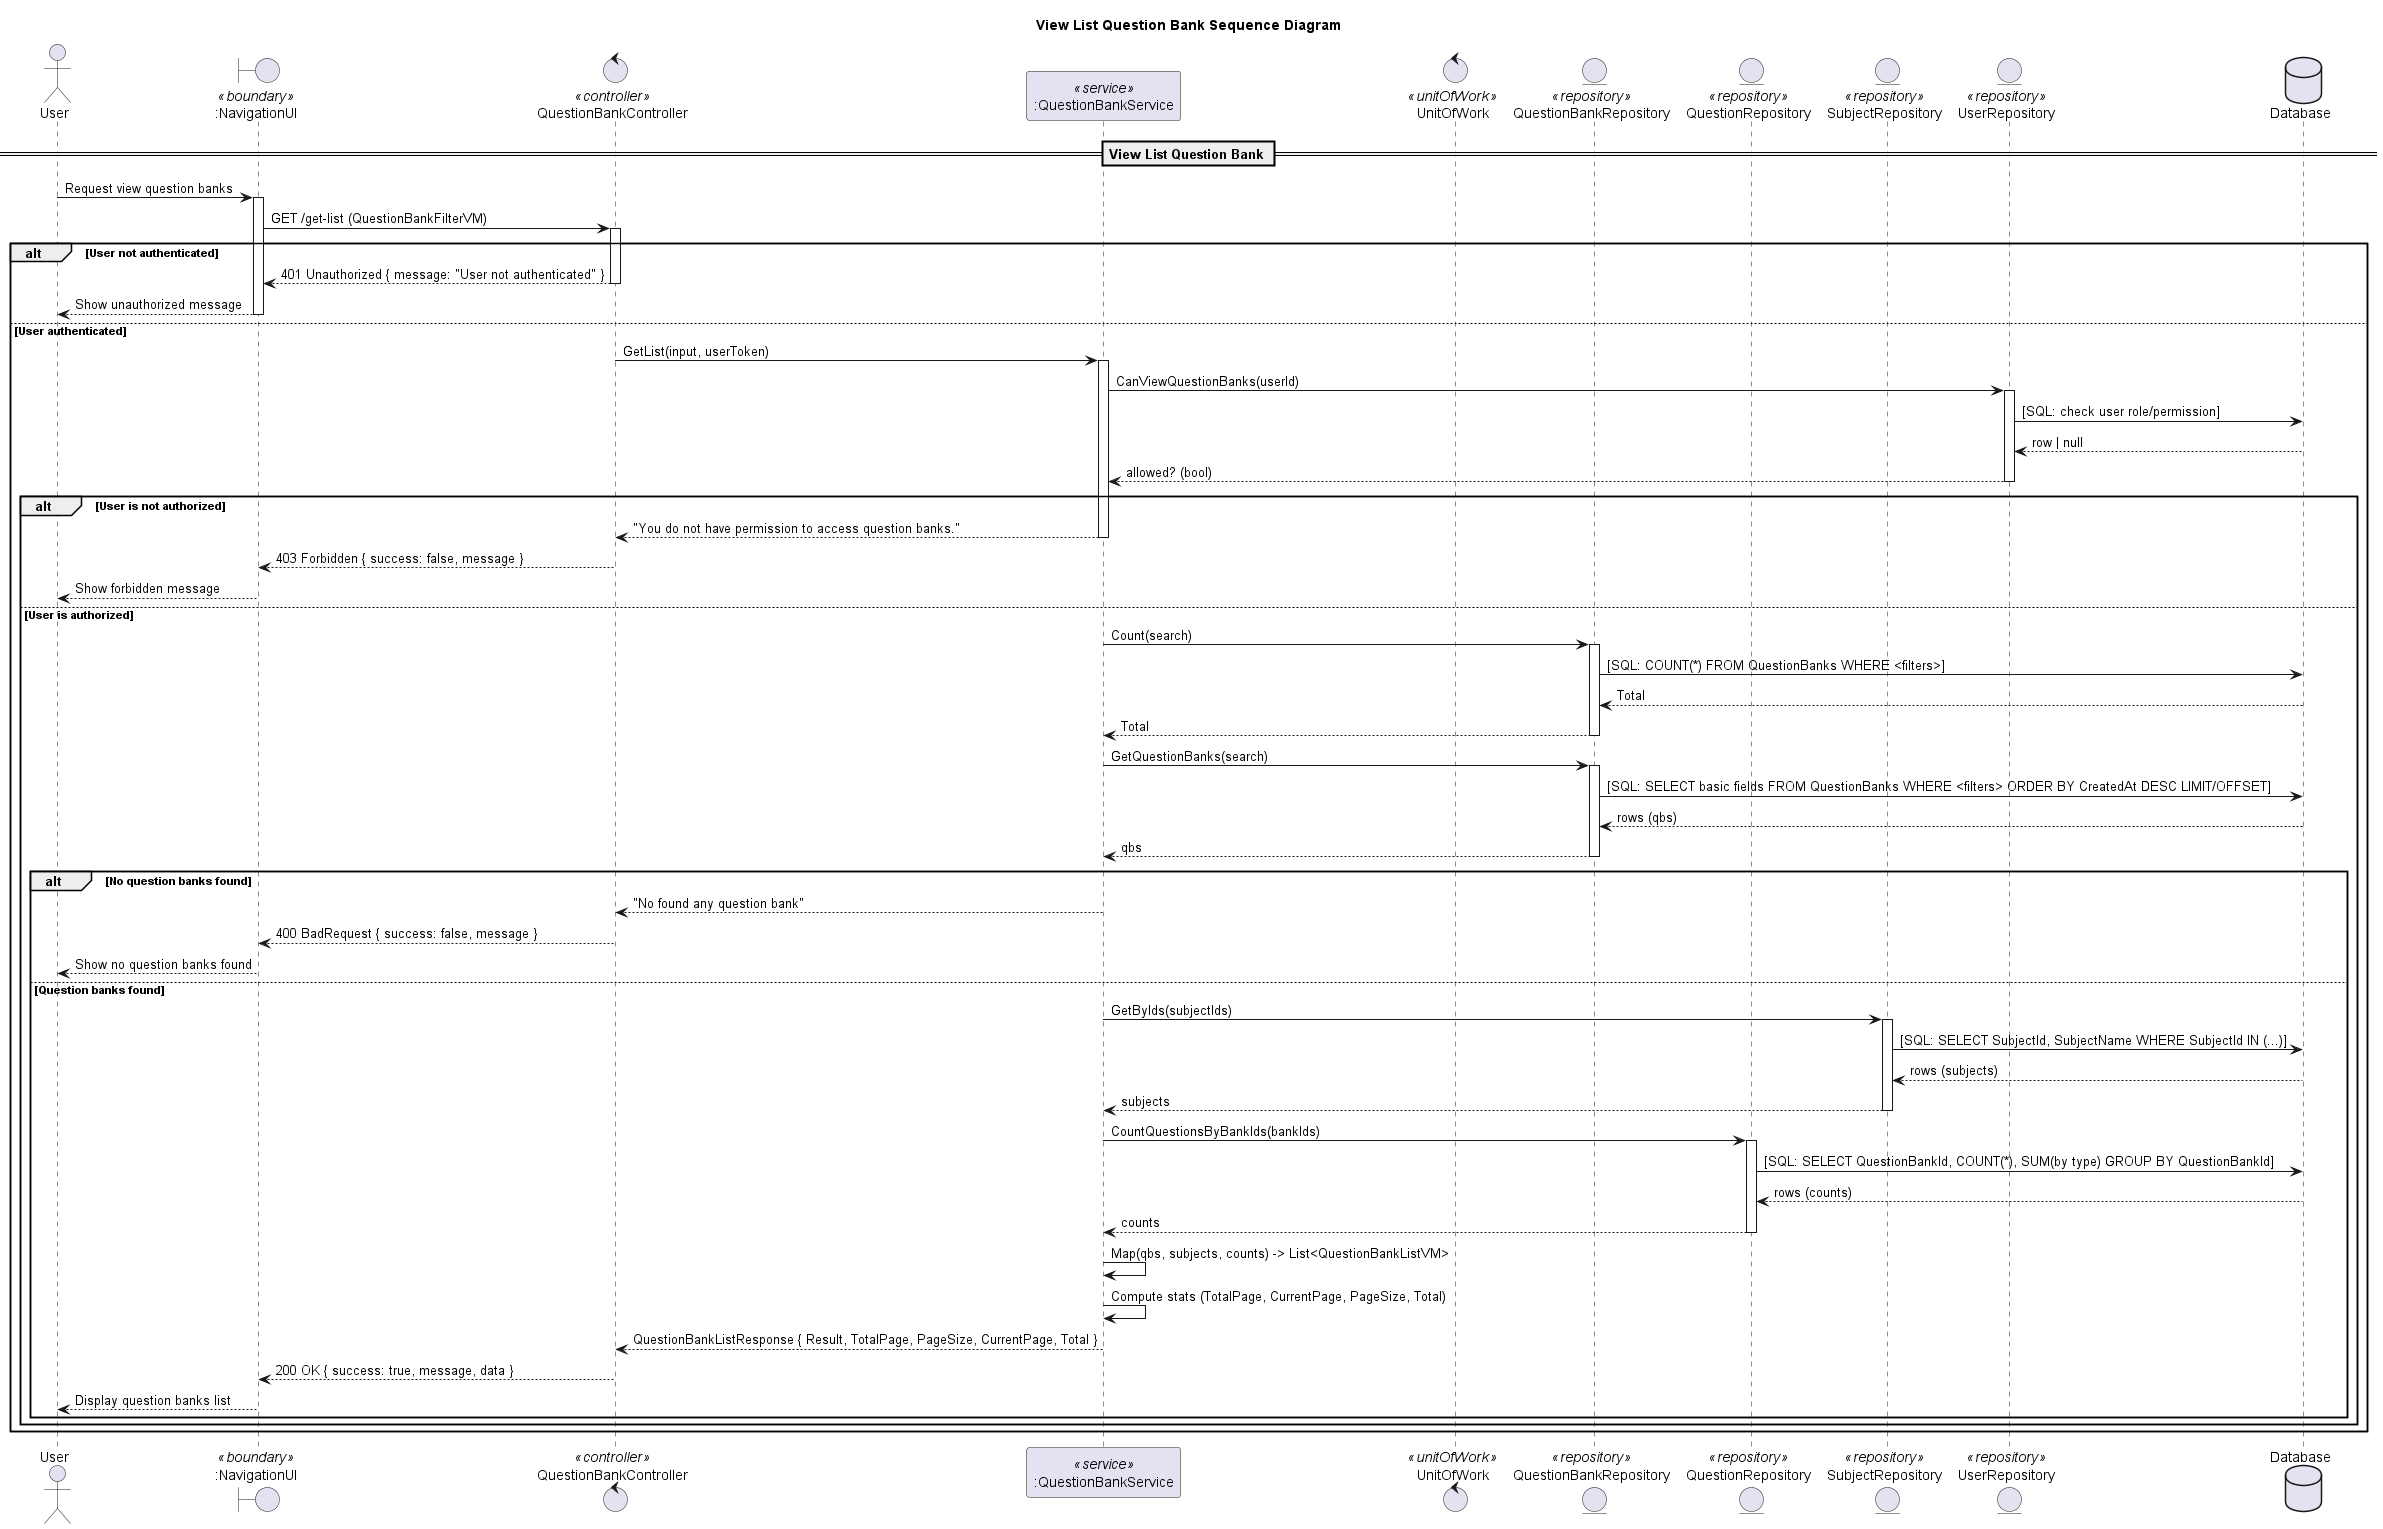 View List Question Bank Sequence Diagram
User
«boundary»
:NavigationUI
«controller»
QuestionBankController
«service»
:QuestionBankService
«unitOfWork»
UnitOfWork
«repository»
QuestionBankRepository
«repository»
QuestionRepository
«repository»
SubjectRepository
«repository»
UserRepository
Database
View List Question Bank
Request view question banks
GET /get-list (QuestionBankFilterVM)
alt [User not authenticated]
401 Unauthorized { message: "User not authenticated" }
Show unauthorized message
[User authenticated]
GetList(input, userToken)
CanViewQuestionBanks(userId)
[SQL: check user role/permission]
row | null
allowed? (bool)
alt [User is not authorized]
"You do not have permission to access question banks."
403 Forbidden { success: false, message }
Show forbidden message
[User is authorized]
Count(search)
[SQL: COUNT(*) FROM QuestionBanks WHERE <filters>]
Total
Total
GetQuestionBanks(search)
[SQL: SELECT basic fields FROM QuestionBanks WHERE <filters> ORDER BY CreatedAt DESC LIMIT/OFFSET]
rows (qbs)
qbs
alt [No question banks found]
"No found any question bank"
400 BadRequest { success: false, message }
Show no question banks found
[Question banks found]
GetByIds(subjectIds)
[SQL: SELECT SubjectId, SubjectName WHERE SubjectId IN (...)]
rows (subjects)
subjects
CountQuestionsByBankIds(bankIds)
[SQL: SELECT QuestionBankId, COUNT(*), SUM(by type) GROUP BY QuestionBankId]
rows (counts)
counts
Map(qbs, subjects, counts) -> List<QuestionBankListVM>
Compute stats (TotalPage, CurrentPage, PageSize, Total)
QuestionBankListResponse { Result, TotalPage, PageSize, CurrentPage, Total }
200 OK { success: true, message, data }
Display question banks list
User
«boundary»
:NavigationUI
«controller»
QuestionBankController
«service»
:QuestionBankService
«unitOfWork»
UnitOfWork
«repository»
QuestionBankRepository
«repository»
QuestionRepository
«repository»
SubjectRepository
«repository»
UserRepository
Database